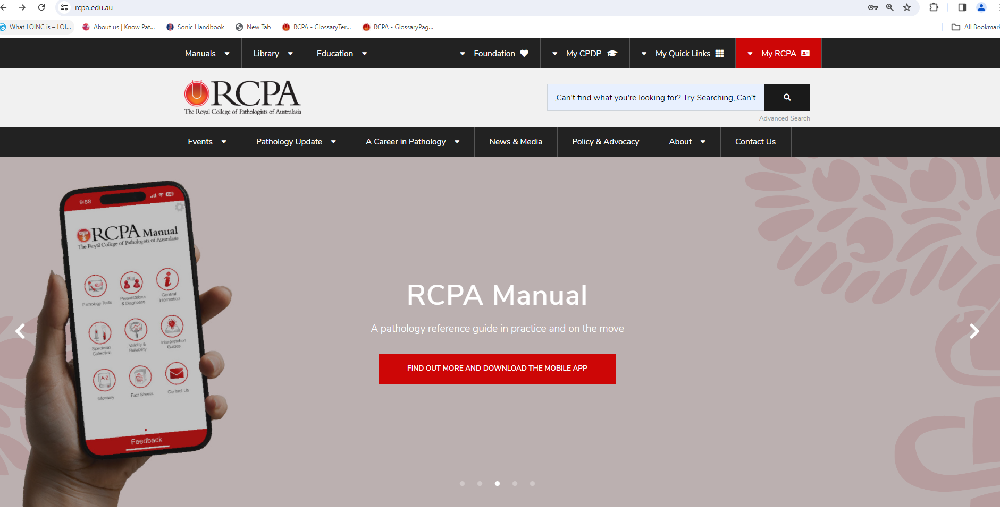 rcpa.edu.au
What LOINC is – LOI...
About us | Know Pat...
Sonic Handbook
New Tab
RCPA - GlossaryTer...
RCPA - GlossaryPag...
All Bookmark
Manuals
Library
Education
Foundation
My CPDP
My Quick Links
My RCPA
RCPA
The Royal College of Pathologists of Australasia
,Can't find what you're looking for? Try Searching,,Can't
Advanced Search
Events
Pathology Update
A Career in Pathology
News & Media
Policy & Advocacy
About
Contact Us
9:58
84
RCPA Manual
The Royal College of Pathologists of Australasia
Pathology Tests
Presentations
& Diagnoses
General
Information
Specimen
Collection
Validity &
Reliability
Interpretation
Guides
A-Z
Glossary
Fact Sheets
Contact Us
Feedback
RCPA Manual
A pathology reference guide in practice and on the move
FIND OUT MORE AND DOWNLOAD THE MOBILE APP